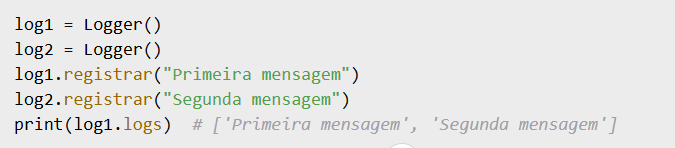 log1 = Logger()
log2 = Logger()
log1.registrar("Primeira mensagem")
log2.registrar("Segunda mensagem")
print(log1.logs)  # ['Primeira mensagem', 'Segunda mensagem']